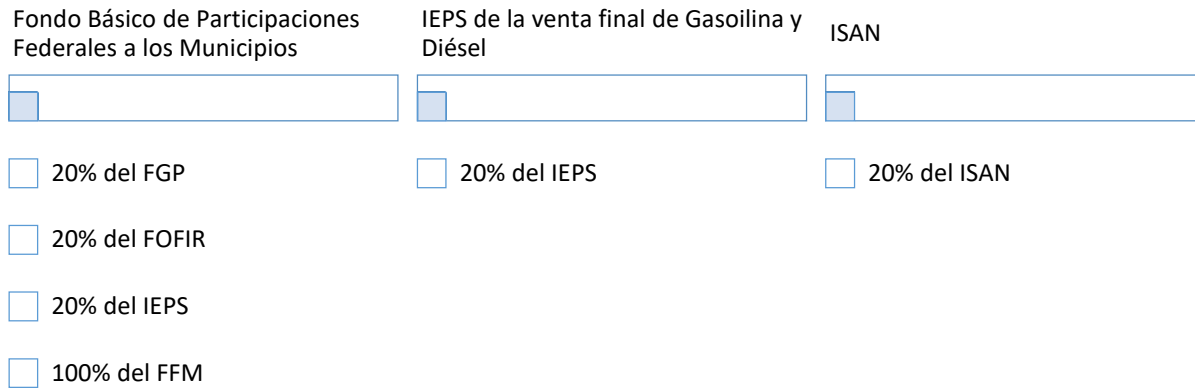 Fondo Básico de Participaciones
Federales a los Municipios
20% del FGP
20% del FOFIR
20% del IEPS
100% del FFM
IEPS de la venta final de Gasoilina y
Diésel
20% del IEPS
ISAN
20% del ISAN